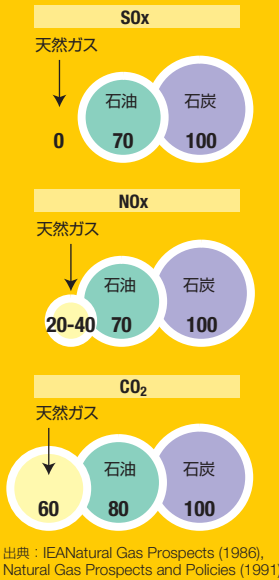 SOx
天然ガス
石油
石炭
0
70
100
NOx
天然ガス
石油
石炭
20-40
70
100
CO₂
天然ガス
石油
石炭
60
80
100
出典：IEANatural Gas Prospects (1986),
Natural Gas Prospects and Policies (1991)